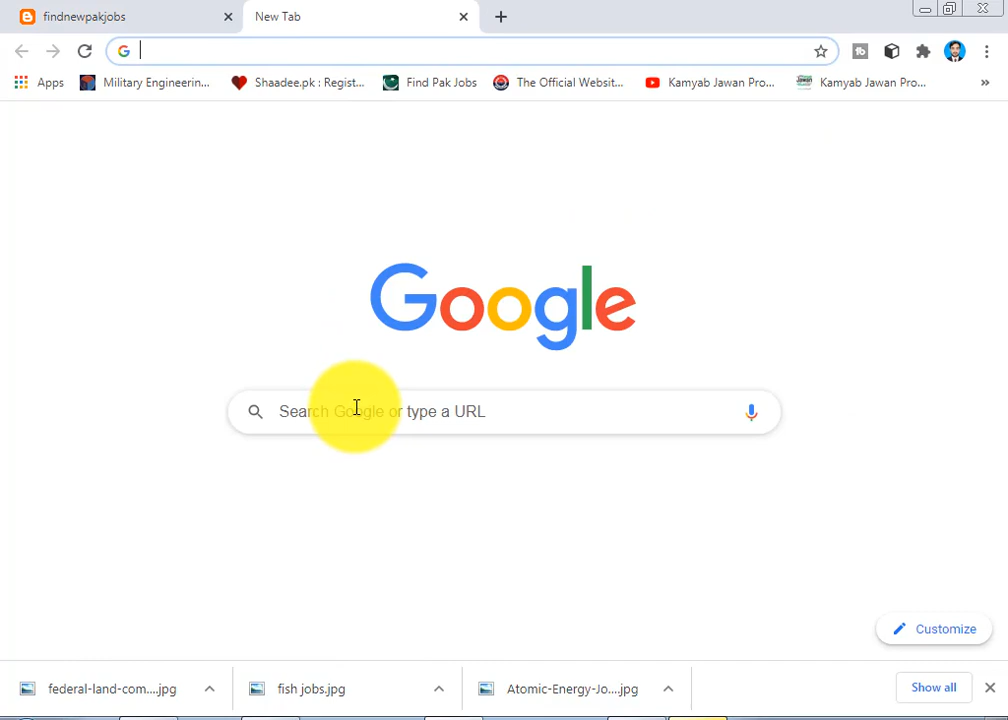 findnewpakjobs
New Tab
Apps
Military Engineerin...
Shaadee.pk : Regist...
Find Pak Jobs
The Official Websit...
Kamyab Jawan Pro...
Kamyab Jawan Pro...
»
Google
Search Google or type a URL
Customize
federal-land-com....jpg
fish jobs.jpg
Atomic-Energy-Jo....jpg
Show all